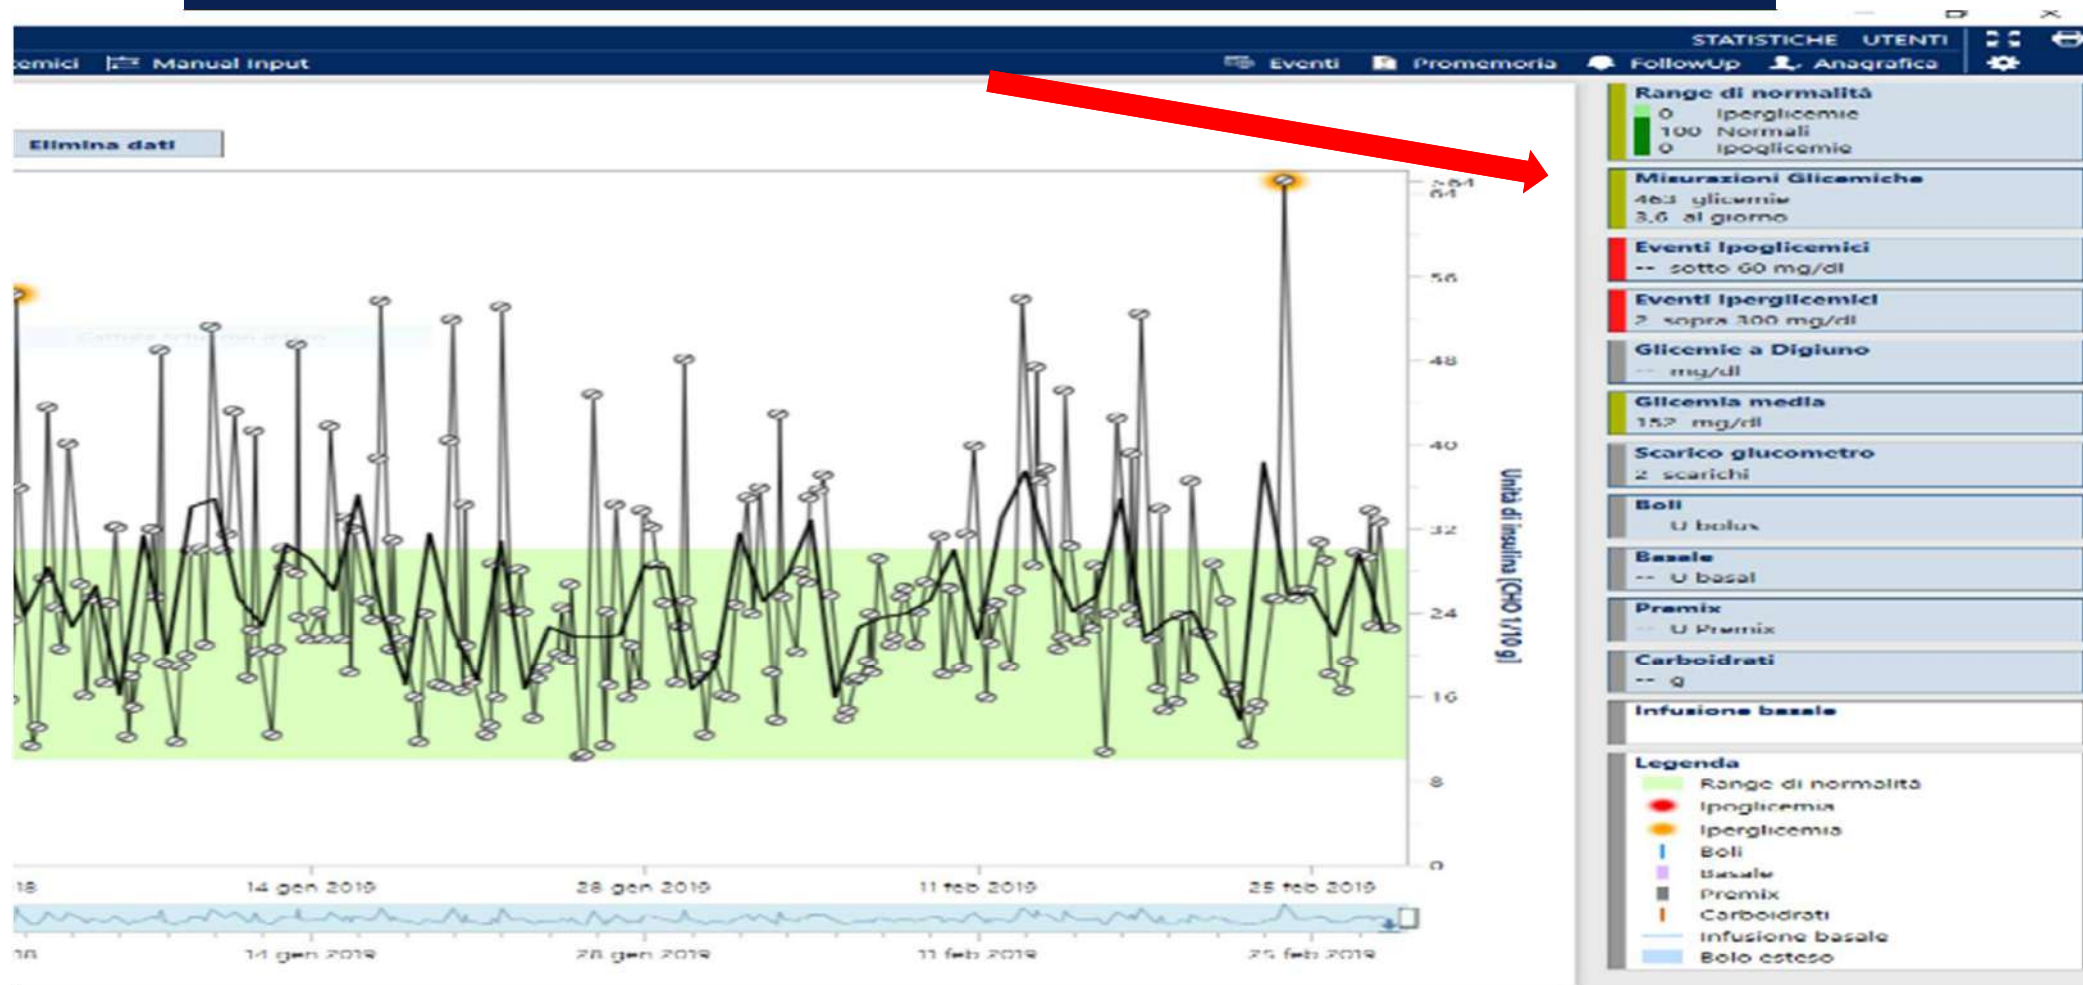 STATISTICHE UTENTI
emici Manual Input Eventi Promemoria FollowUp Anagrafica
Elimina dati
Range di normalità
0 Iperglicemie
100 Normali
0 Ipoglicemie
Misurazioni Glicemiche
463 glicemie
3,6 al giorno
Eventi Ipoglicemici
-- sotto 60 mg/dl
Eventi Iperglicemici
2 sopra 300 mg/dl
Glicemie a Digiuno
-- mg/dl
Glicemia media
152 mg/dl
Scarico glucometro
2 scarichi
Boli
U bolus
Basale
-- U basal
Premix
-- U Premix
Carboidrati
-- g
Infusione basale
Legenda
Range di normalità
Ipoglicemia
Iperglicemia
Boli
Basale
Premix
Carboidrati
Infusione basale
Bolo esteso
64
56
48
40
32
24
16
8
0
Unità di insulina [CHO 1/10 g]
18 14 gen 2019 28 gen 2019 11 feb 2019 25 feb 2019
18 14 gen 2019 28 gen 2019 11 feb 2019 25 feb 2019